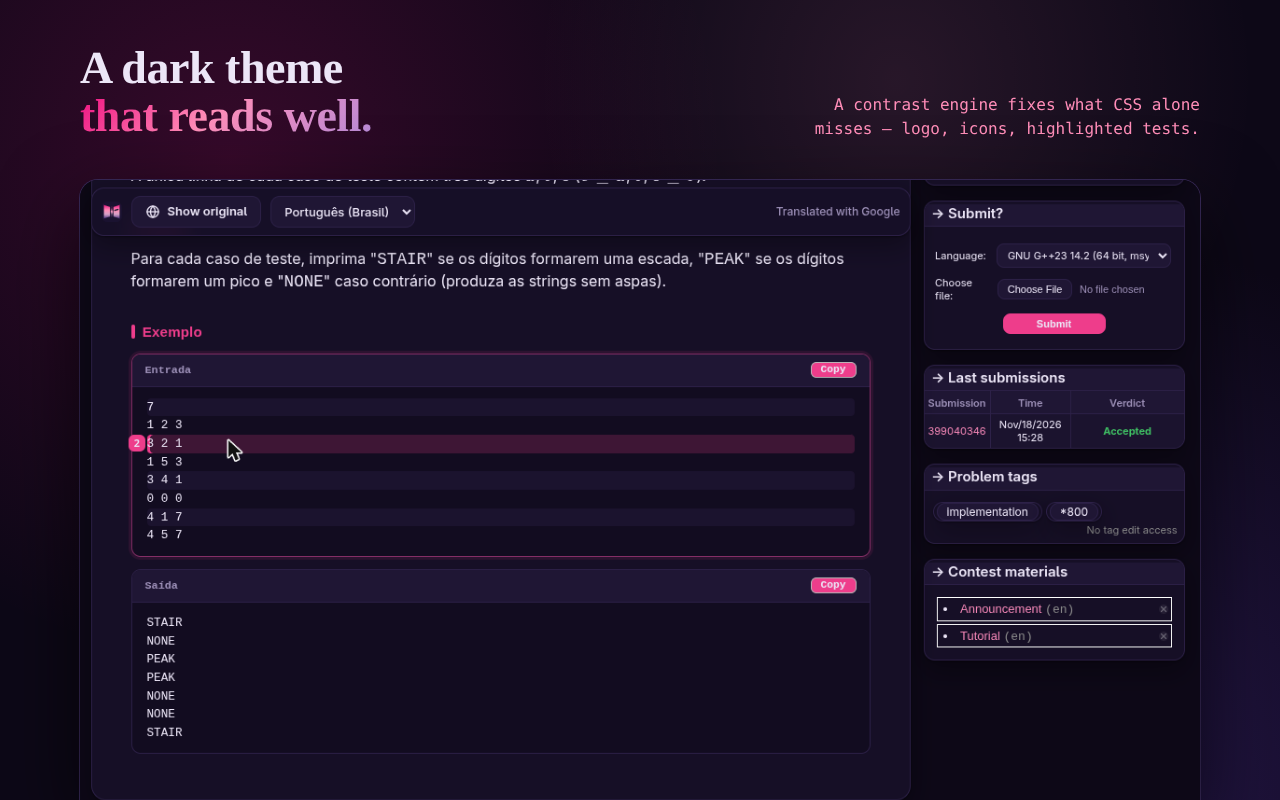 A dark theme
that reads well.
A contrast engine fixes what CSS alone
misses — logo, icons, highlighted tests.
Show original
Português (Brasil)
Translated with Google
Para cada caso de teste, imprima "STAIR" se os dígitos formarem uma escada, "PEAK" se os dígitos
formarem um pico e "NONE" caso contrário (produza as strings sem aspas).
Exemplo
Entrada
Copy
7
1 2 3
2
3 2 1
1 5 3
3 4 1
0 0 0
4 1 7
4 5 7
Saída
Copy
STAIR
NONE
PEAK
PEAK
NONE
NONE
STAIR
→ Submit?
Language:
GNU G++23 14.2 (64 bit, msy
Choose
file:
Choose File
No file chosen
Submit
→ Last submissions
Submission Time Verdict
399040346 Nov/18/2026 Accepted
15:28
→ Problem tags
implementation *800
No tag edit access
→ Contest materials
• Announcement (en)
• Tutorial (en)